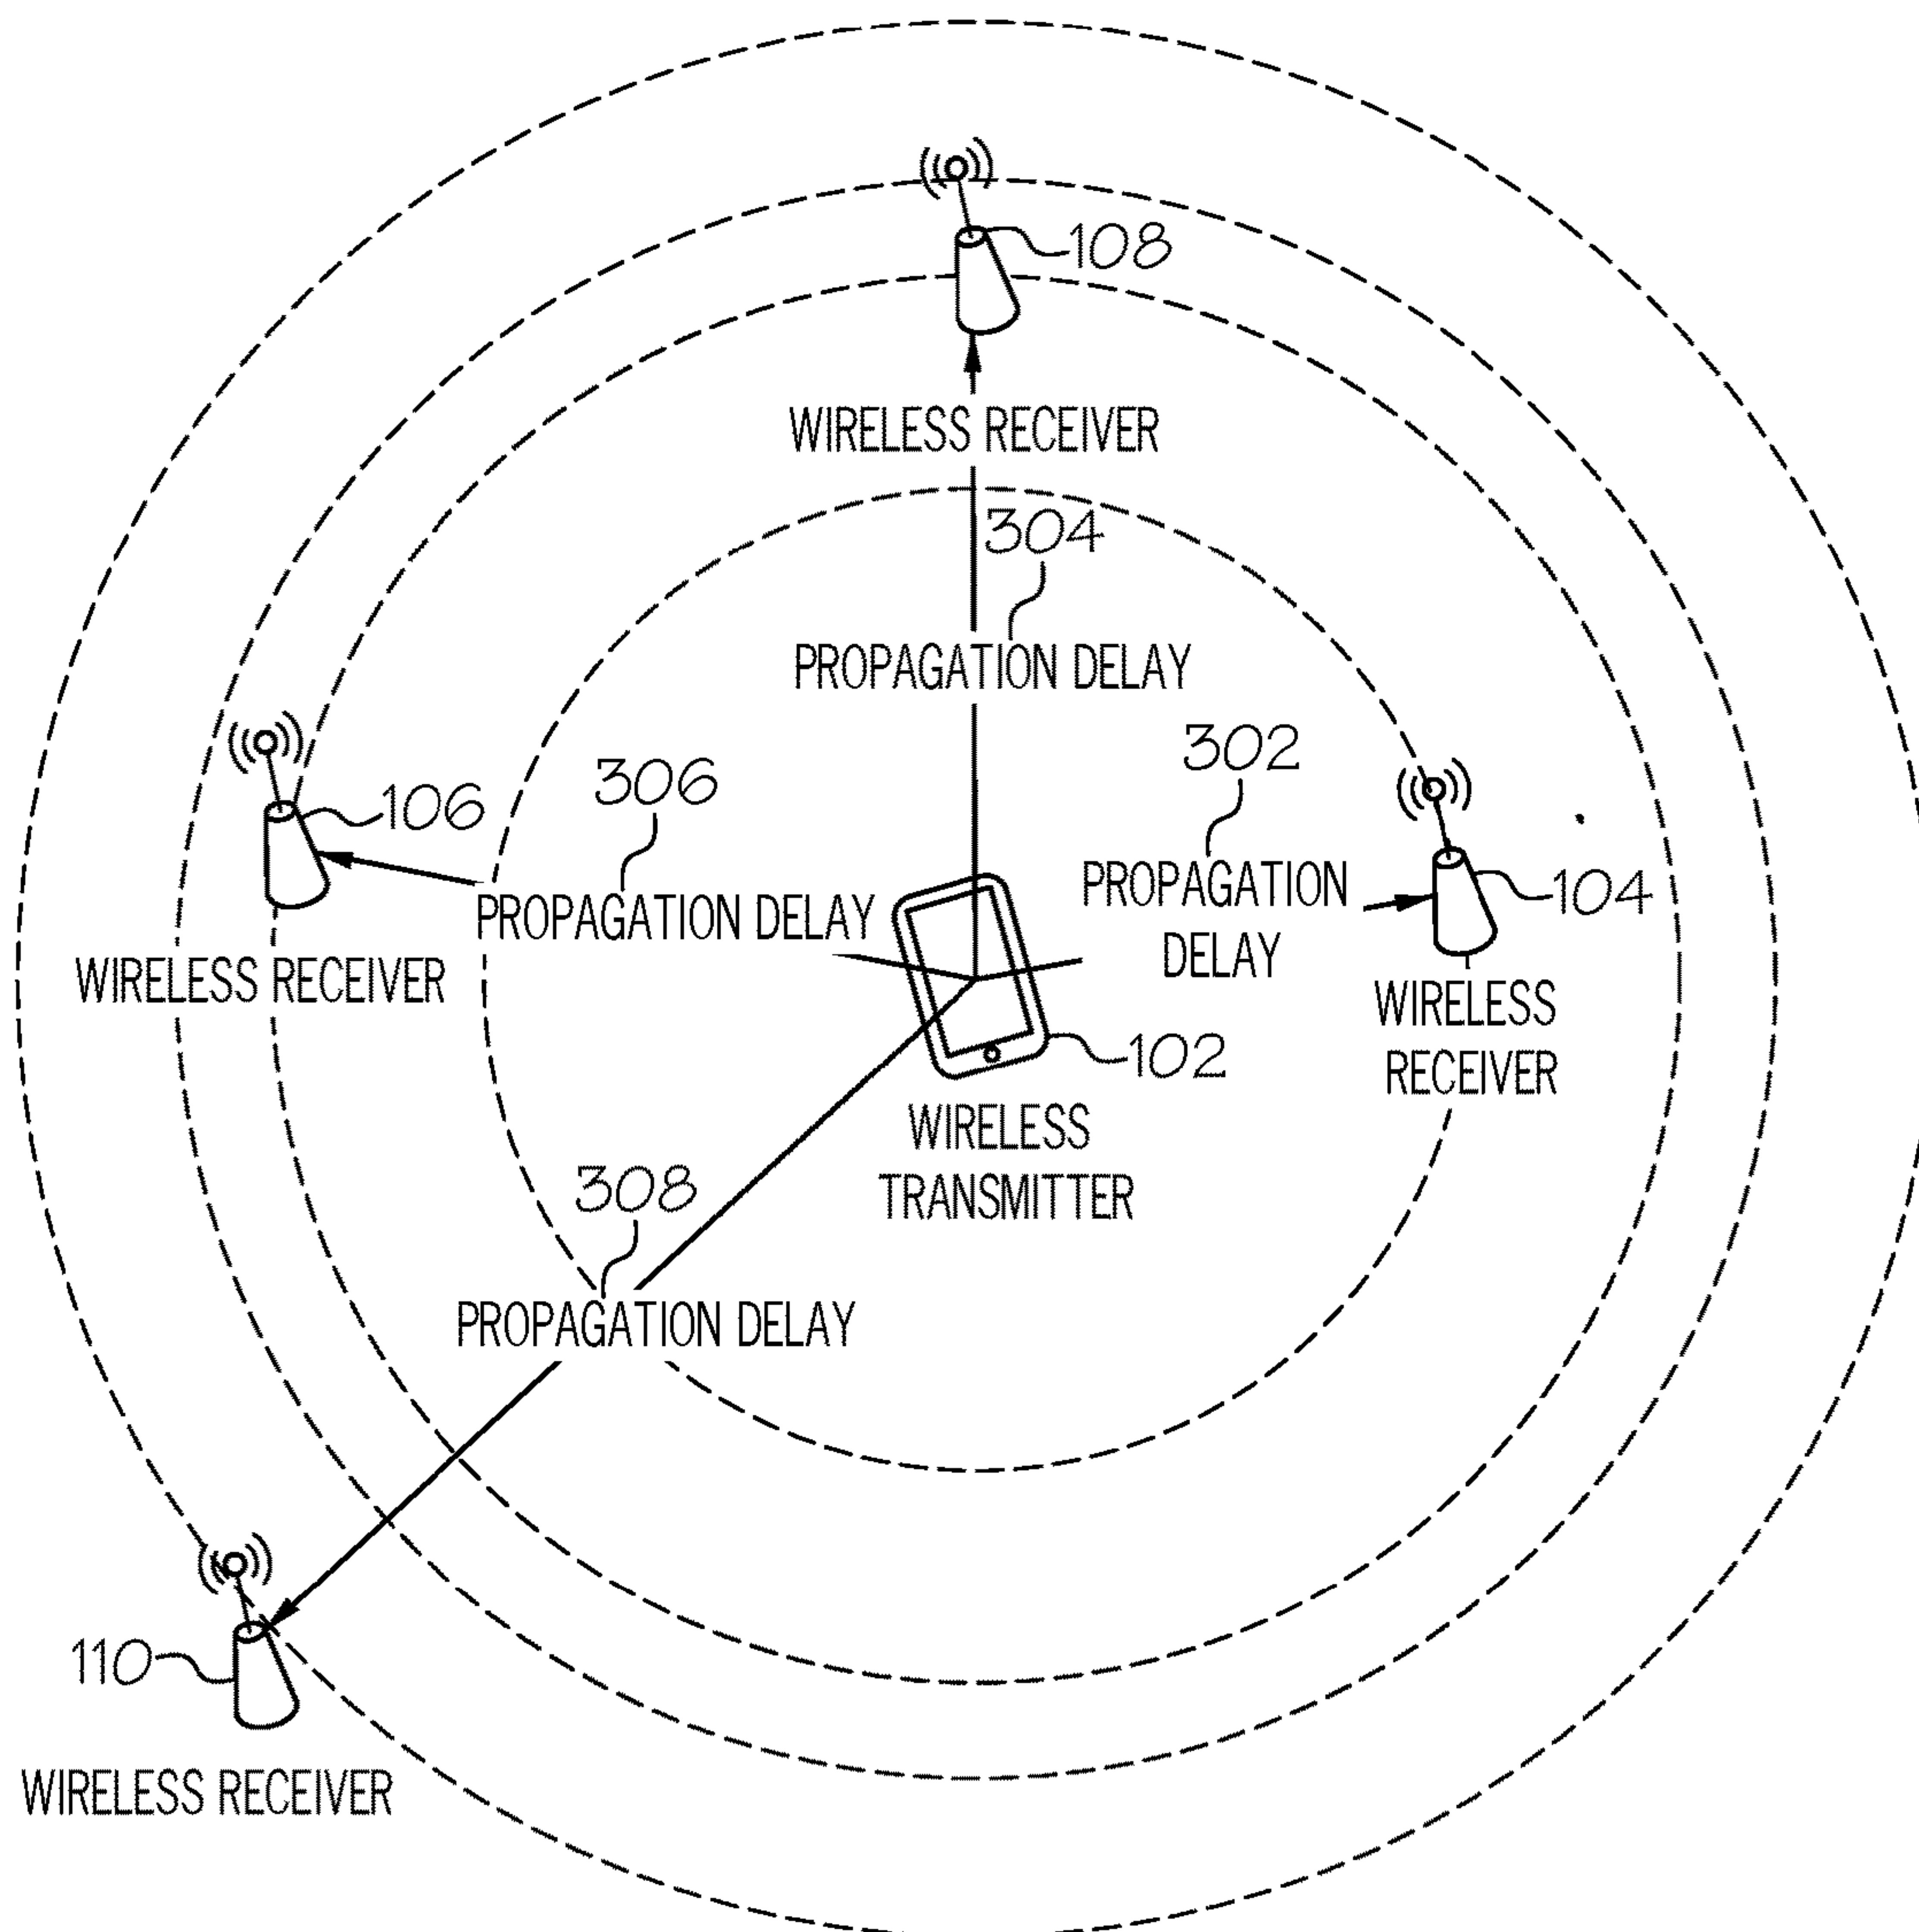 108
WIRELESS RECEIVER
304
PROPAGATION DELAY
302
PROPAGATION
DELAY
306
PROPAGATION DELAY
106
WIRELESS RECEIVER
104
WIRELESS
RECEIVER
102
WIRELESS
TRANSMITTER
308
PROPAGATION DELAY
110
WIRELESS RECEIVER